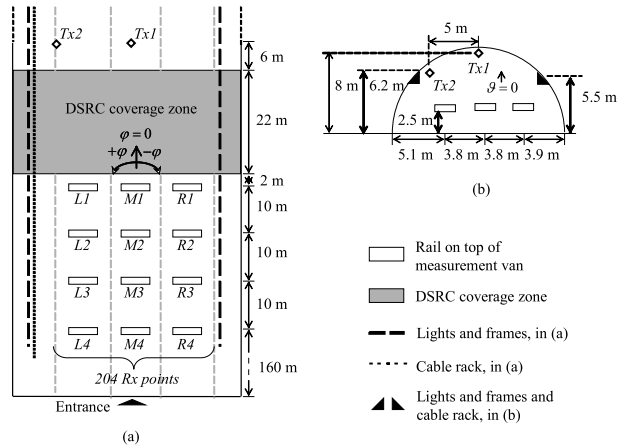 Tx2
Tx1
6 m
DSRC coverage zone
22 m
φ = 0
+φ
−φ
2 m
L1
M1
R1
10 m
L2
M2
R2
10 m
L3
M3
R3
10 m
L4
M4
R4
204 Rx points
160 m
Entrance
(a)
5 m
Tx1
8 m
6.2 m
Tx2
ϑ = 0
5.5 m
2.5 m
5.1 m
3.8 m
3.8 m
3.9 m
(b)
Rail on top of
measurement van
DSRC coverage zone
Lights and frames, in (a)
Cable rack, in (a)
Lights and frames and
cable rack, in (b)